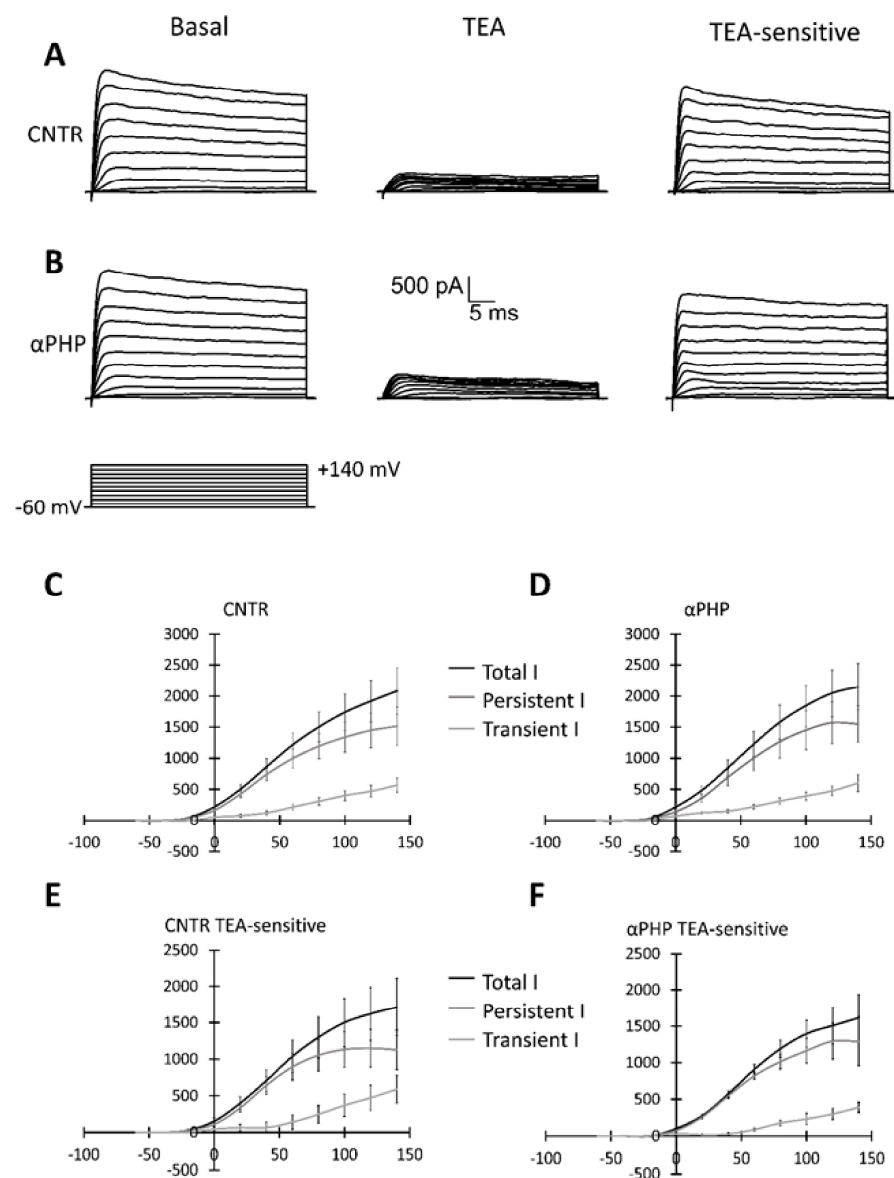 Basal TEA TEA-sensitive
A
CNTR
B
500 pA
5 ms
αPHP
+140 mV
-60 mV
C D
CNTR αPHP
3000 3000
2500 2500
Total I
2000 2000
Persistent I
1500 1500
Transient I
1000 1000
500 500
0 0
-100 -50 0 50 100 150 -100 -50 0 50 100 150
-500 -500
E F
CNTR TEA-sensitive αPHP TEA-sensitive
2500 2500
Total I
2000 2000
Persistent I
1500 1500
Transient I
1000 1000
500 500
0 0
-100 -50 0 50 100 150 -100 -50 0 50 100 150
-500 -500